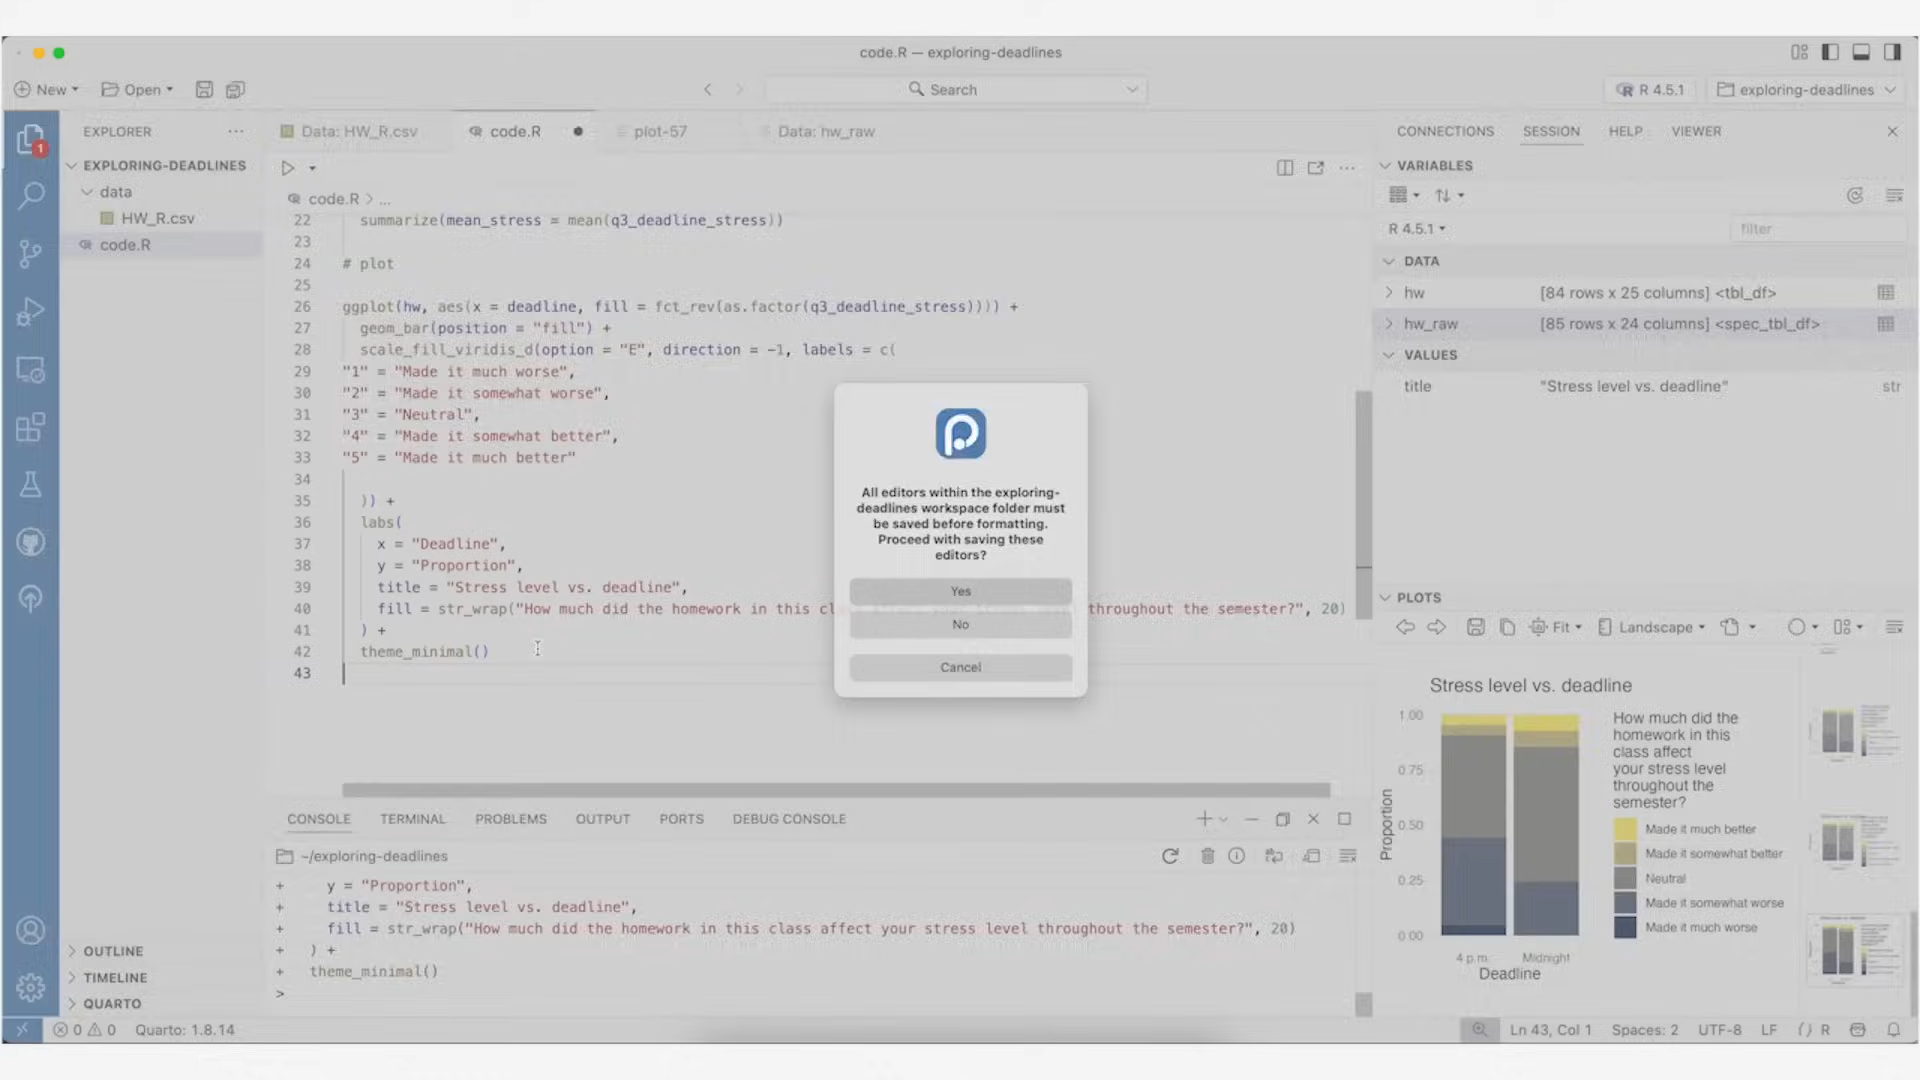 code.R — exploring-deadlines
New
Open
Search
R 4.5.1
exploring-deadlines
1
EXPLORER
Data: HW_R.csv
code.R
plot-57
Data: hw_raw
EXPLORING-DEADLINES
data
HW_R.csv
code.R
code.R > ...
22 summarize(mean_stress = mean(q3_deadline_stress))
23
24 # plot
25
26 ggplot(hw, aes(x = deadline, fill = fct_rev(as.factor(q3_deadline_stress)))) +
27 geom_bar(position = "fill") +
28 scale_fill_viridis_d(option = "E", direction = -1, labels = c(
29 "1" = "Made it much worse",
30 "2" = "Made it somewhat worse",
31 "3" = "Neutral",
32 "4" = "Made it somewhat better",
33 "5" = "Made it much better"
34
35 )) +
36 labs(
37 x = "Deadline",
38 y = "Proportion",
39 title = "Stress level vs. deadline",
40 fill = str_wrap("How much did the homework in this cl throughout the semester?", 20)
41 ) +
42 theme_minimal()
43
All editors within the exploring-
deadlines workspace folder must
be saved before formatting.
Proceed with saving these
editors?
Yes
No
Cancel
CONSOLE
TERMINAL
PROBLEMS
OUTPUT
PORTS
DEBUG CONSOLE
~/exploring-deadlines
+ y = "Proportion",
+ title = "Stress level vs. deadline",
+ fill = str_wrap("How much did the homework in this class affect your stress level throughout the semester?", 20)
+ ) +
+ theme_minimal()
>
OUTLINE
TIMELINE
QUARTO
CONNECTIONS
SESSION
HELP
VIEWER
VARIABLES
R 4.5.1
filter
DATA
hw [84 rows x 25 columns] <tbl_df>
hw_raw [85 rows x 24 columns] <spec_tbl_df>
VALUES
title "Stress level vs. deadline" str
PLOTS
Fit
Landscape
Stress level vs. deadline
1.00
0.75
0.50
0.25
0.00
Proportion
4 p.m.
Midnight
Deadline
How much did the
homework in this
class affect
your stress level
throughout the
semester?
Made it much better
Made it somewhat better
Neutral
Made it somewhat worse
Made it much worse
0
0
Quarto: 1.8.14
Ln 43, Col 1
Spaces: 2
UTF-8
LF
R